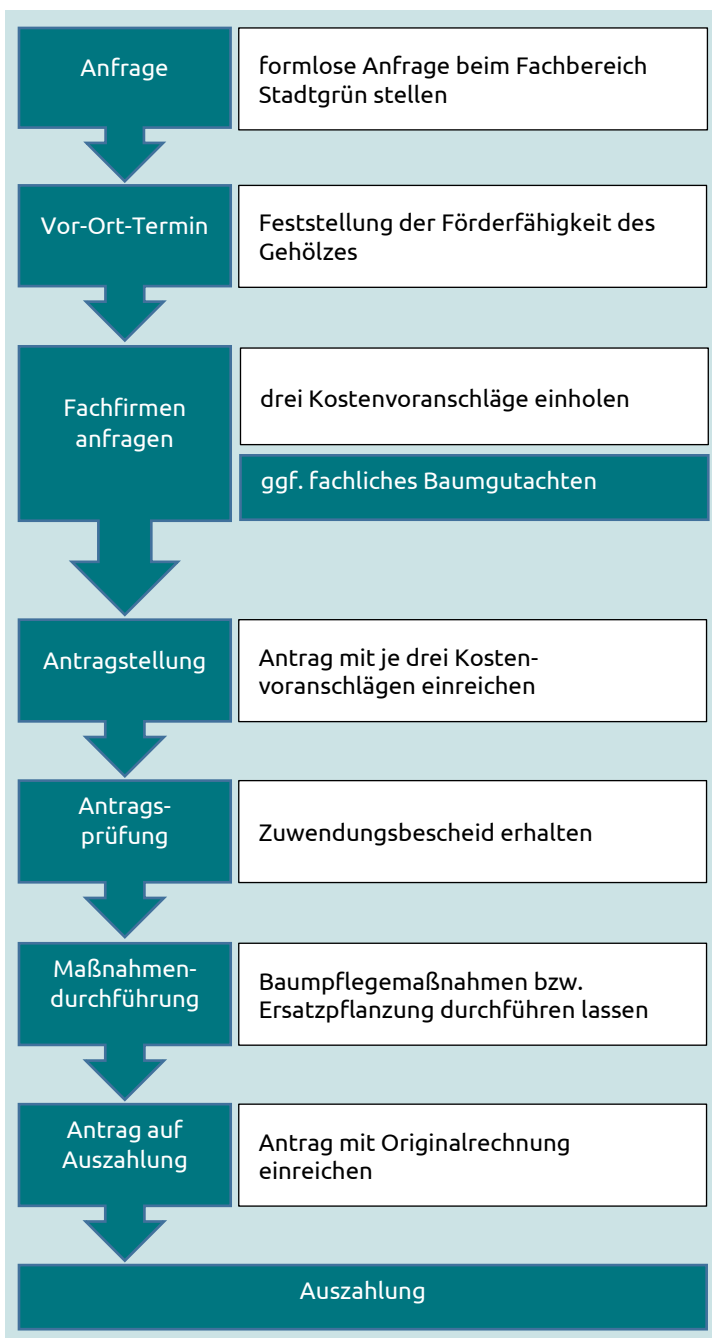 Anfrage
formlose Anfrage beim Fachbereich
Stadtgrün stellen
Vor-Ort-Termin
Feststellung der Förderfähigkeit des
Gehölzes
Fachfirmen
anfragen
drei Kostenvoranschläge einholen
ggf. fachliches Baumgutachten
Antragstellung
Antrag mit je drei Kosten-
voranschlägen einreichen
Antrags-
prüfung
Zuwendungsbescheid erhalten
Maßnahmen-
durchführung
Baumpflegemaßnahmen bzw.
Ersatzpflanzung durchführen lassen
Antrag auf
Auszahlung
Antrag mit Originalrechnung
einreichen
Auszahlung